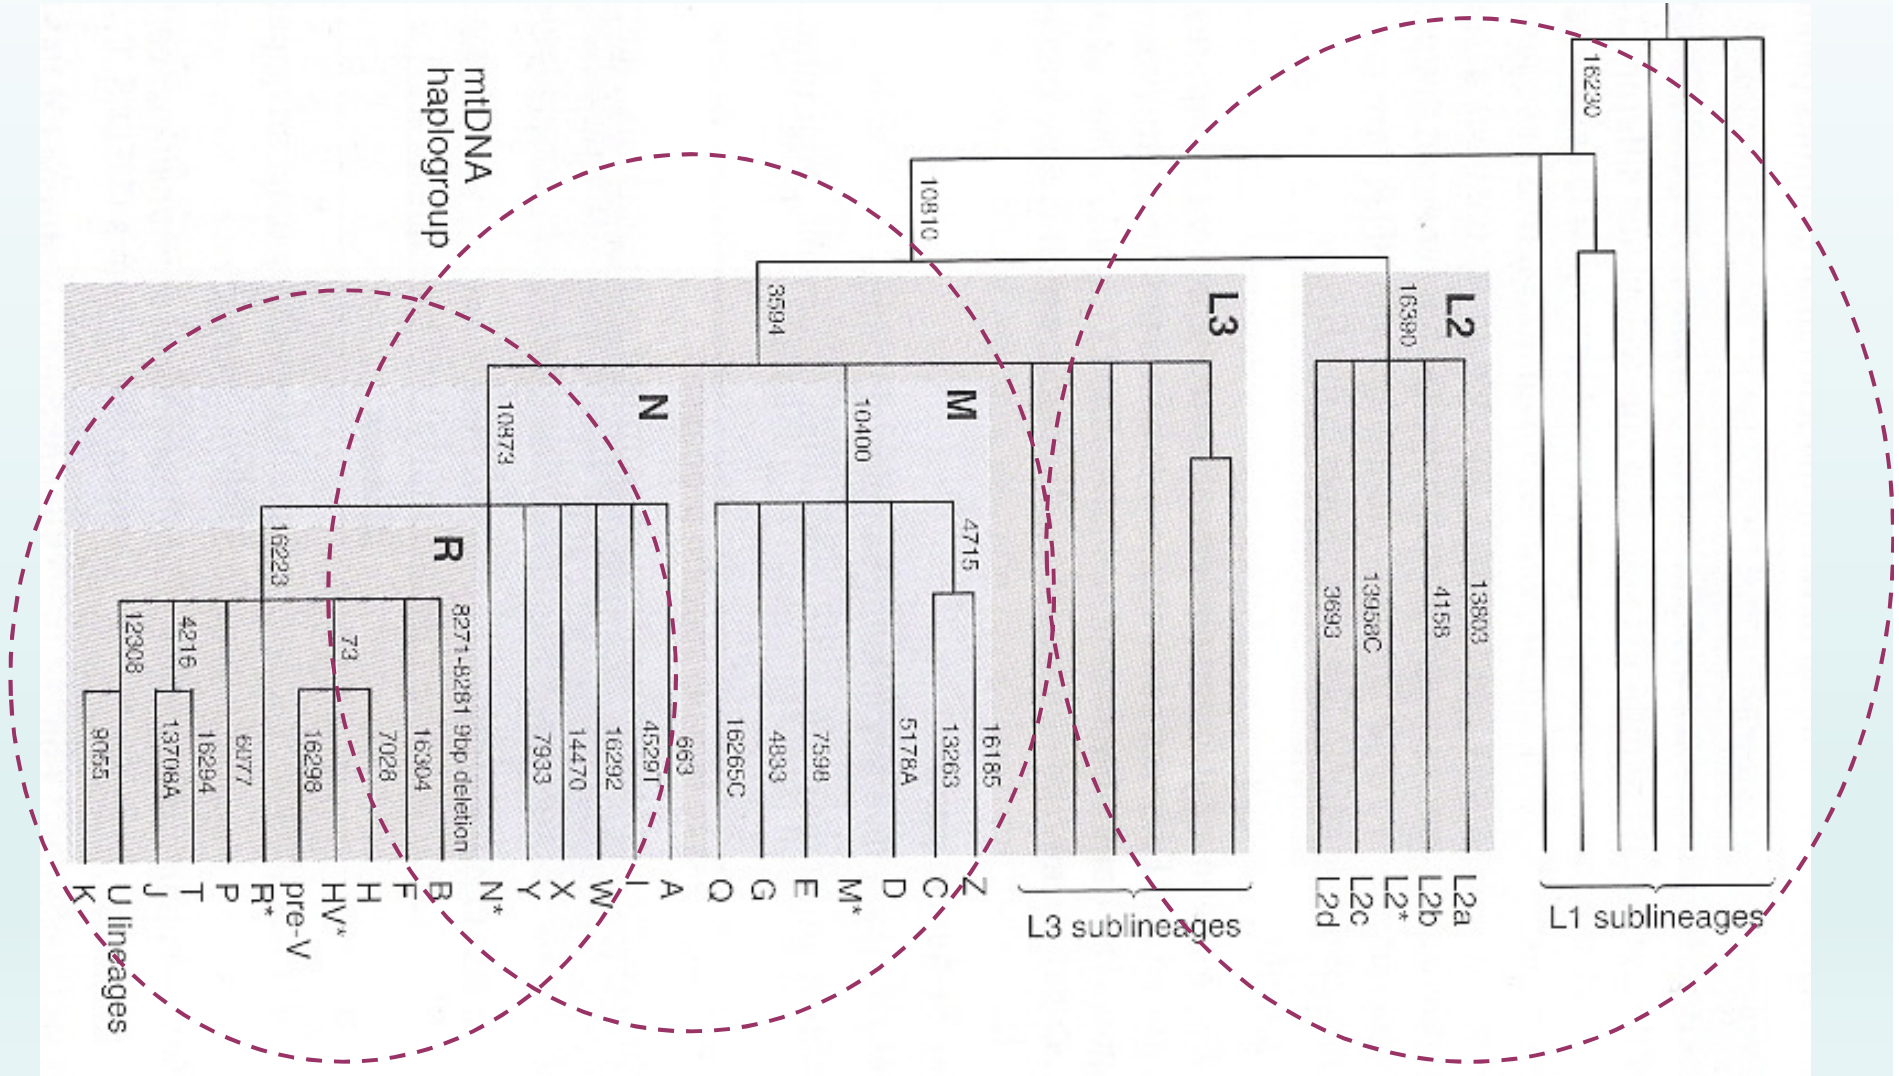 mtDNA
haplogroup
16230
10810
3594
16390
L3
L2
N
M
10873
10400
R
16223
4715
8271-8281 9bp deletion
12308
4216
73
3693
13958C
4158
13803
9055
13708A
16294
6077
16298
7028
16304
7933
14470
16292
4529T
663
16265C
4833
7598
5178A
13263
16185
K
U lineages
J
T
P
R*
pre-V
HV*
H
F
B
N*
Y
X
W
I
A
Q
G
E
M*
D
C
Z
L3 sublineages
L2d
L2c
L2*
L2b
L2a
L1 sublineages